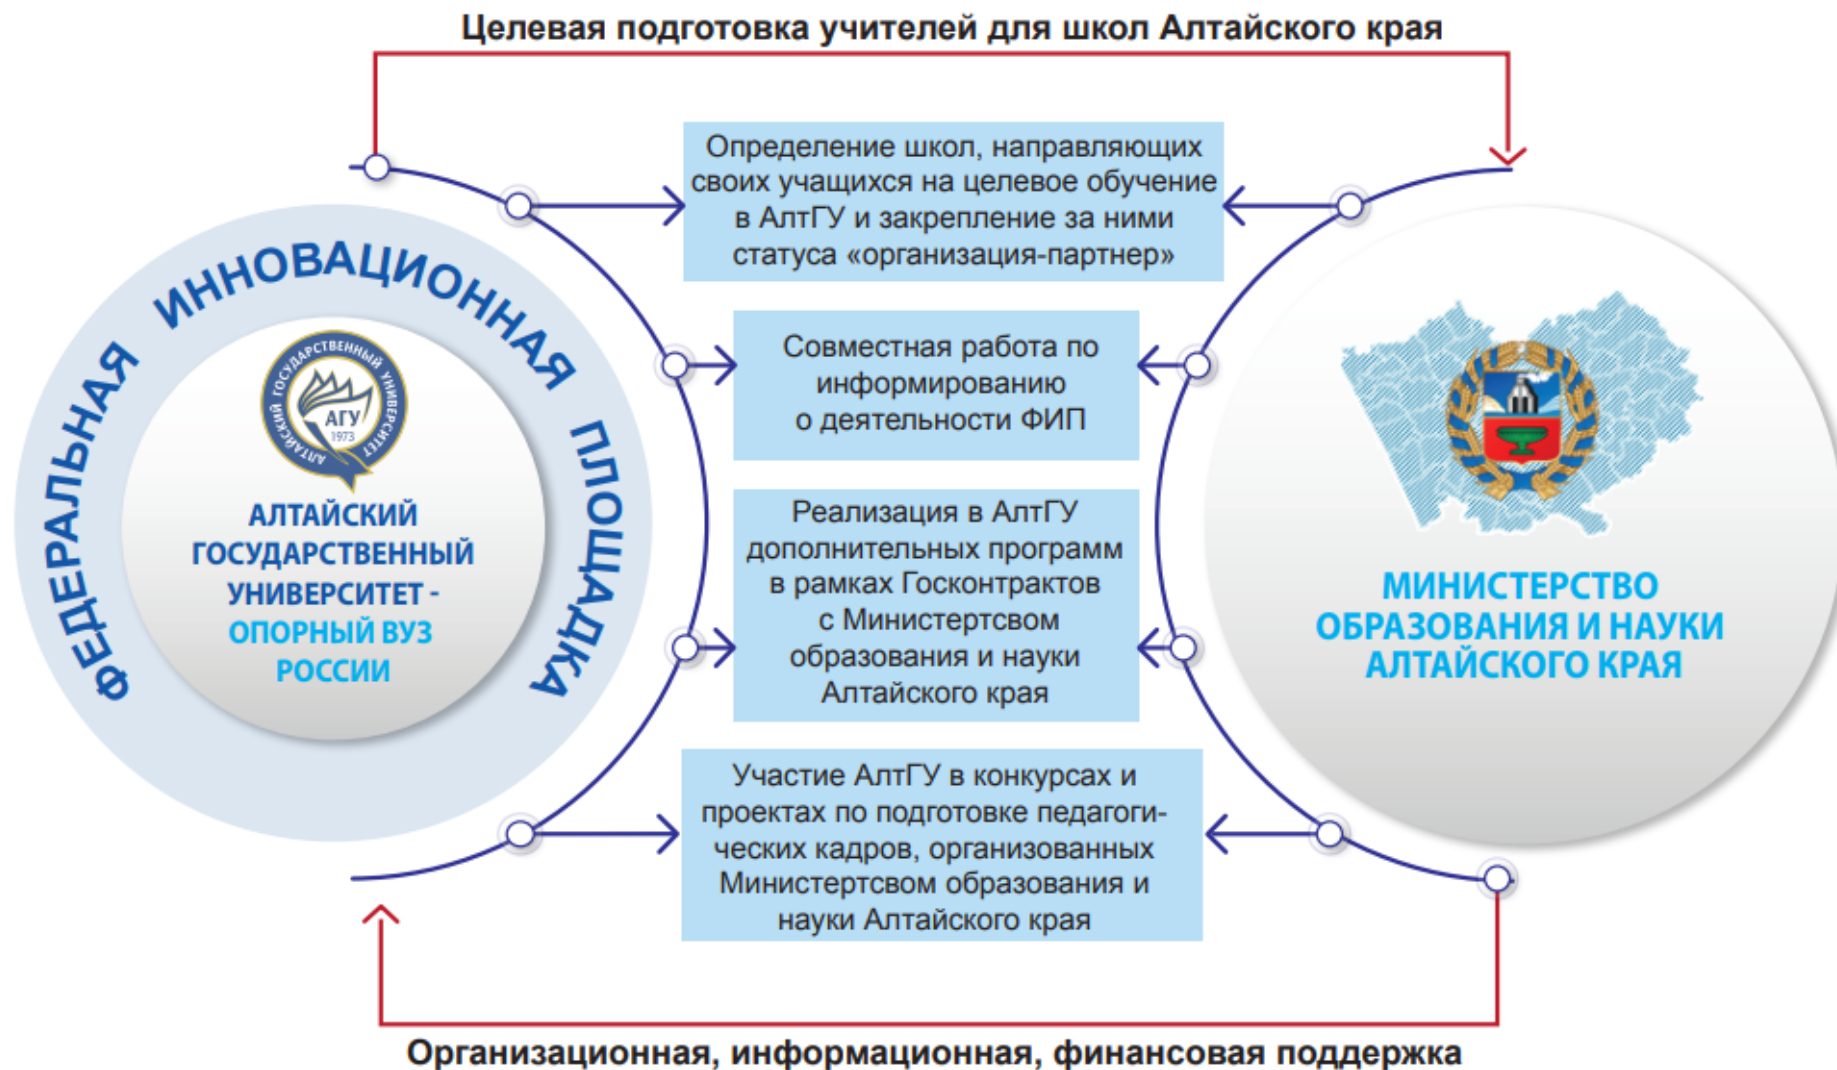 Целевая подготовка учителей для школ Алтайского края
ФЕДЕРАЛЬНАЯ ИННОВАЦИОННАЯ ПЛОЩАДКА
АЛТАЙСКИЙ ГОСУДАРСТВЕННЫЙ УНИВЕРСИТЕТ
АГУ
1973
АЛТАЙСКИЙ
ГОСУДАРСТВЕННЫЙ
УНИВЕРСИТЕТ -
ОПОРНЫЙ ВУЗ
РОССИИ
Определение школ, направляющих
своих учащихся на целевое обучение
в АлтГУ и закрепление за ними
статуса «организация-партнер»
Совместная работа по
информированию
о деятельности ФИП
Реализация в АлтГУ
дополнительных программ
в рамках Госконтрактов
с Министертсвом
образования и науки
Алтайского края
Участие АлтГУ в конкурсах и
проектах по подготовке педагоги-
ческих кадров, организованных
Министертсвом образования и
науки Алтайского края
МИНИСТЕРСТВО
ОБРАЗОВАНИЯ И НАУКИ
АЛТАЙСКОГО КРАЯ
Организационная, информационная, финансовая поддержка